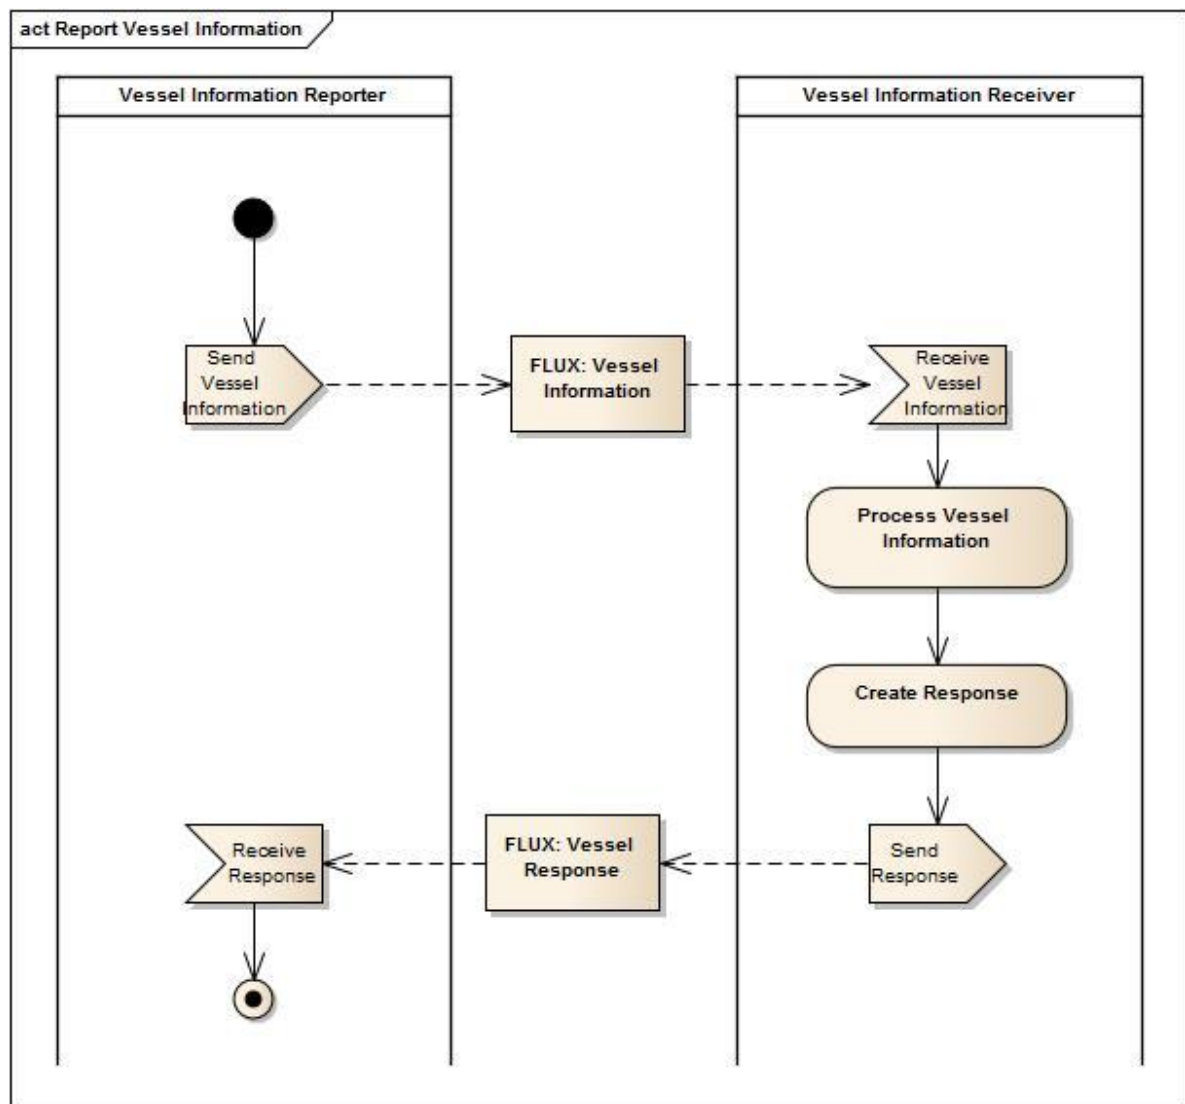 act Report Vessel Information
Vessel Information Reporter
Vessel Information Receiver
Send
Vessel
Information
FLUX: Vessel
Information
Receive
Vessel
Information
Process Vessel
Information
Create Response
Receive
Response
FLUX: Vessel
Response
Send
Response